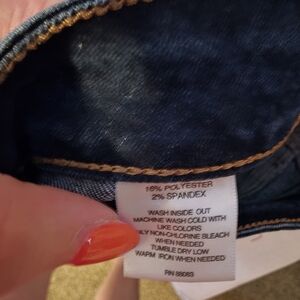 16% POLYESTER
2% SPANDEX
WASH INSIDE OUT
MACHINE WASH COLD WITH
LIKE COLORS
NON-CHLORINE BLEACH
WHEN NEEDED
TUMBLE DRY LOW
WARM IRON WHEN NEEDED